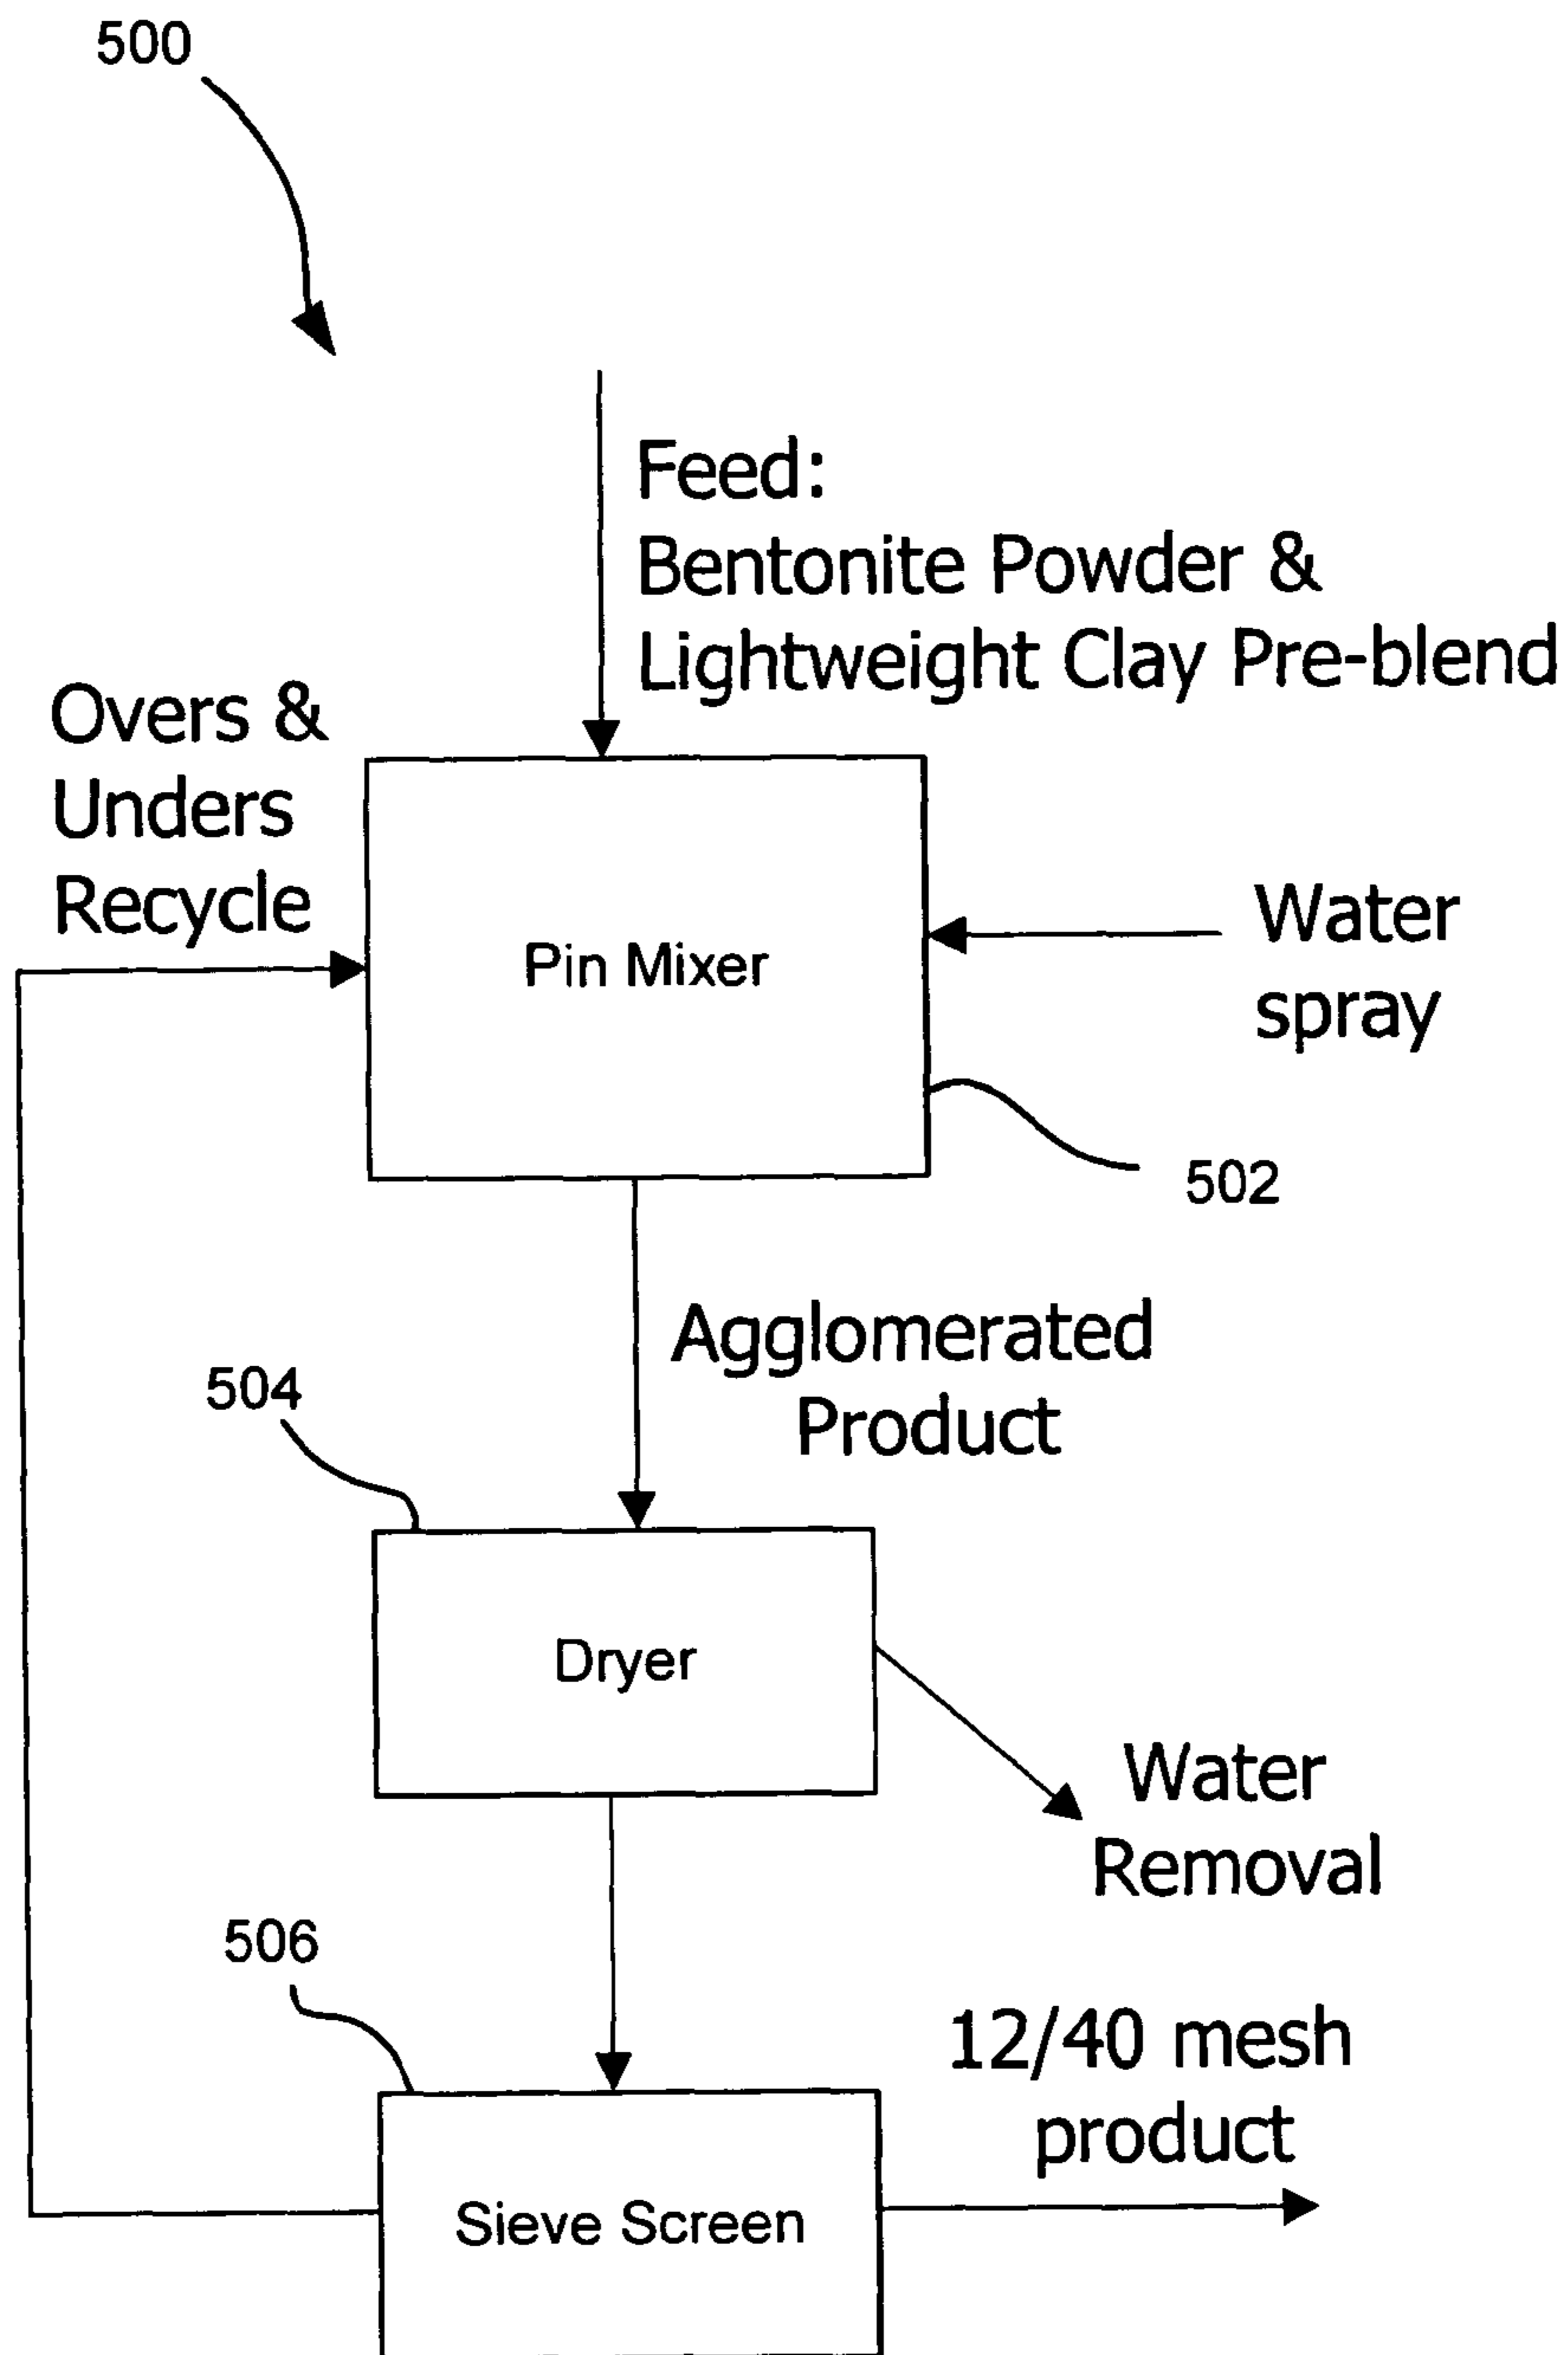 500
Feed:
Bentonite Powder &
Lightweight Clay Pre-blend
Overs &
Unders
Recycle
Pin Mixer
Water
spray
502
Agglomerated
Product
504
Dryer
Water
Removal
506
12/40 mesh
product
Sieve Screen